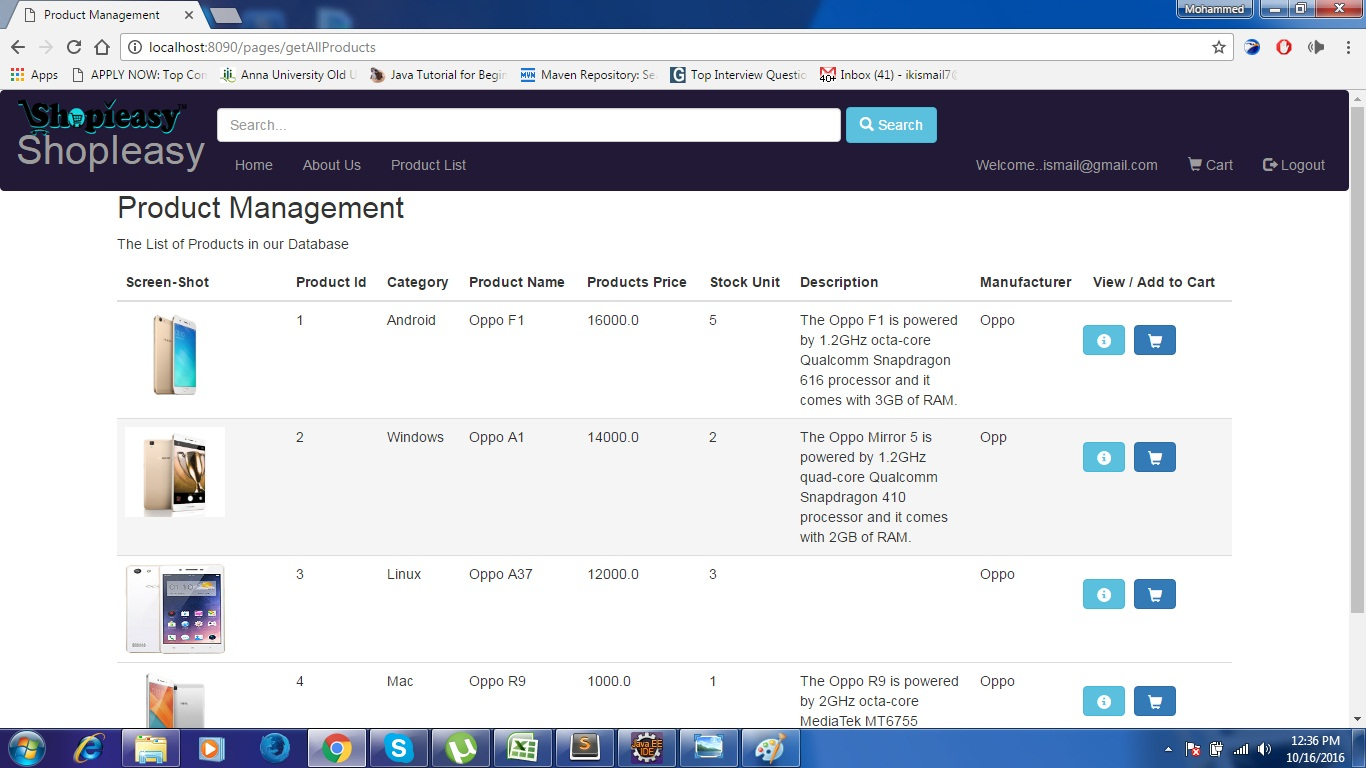 Product Management
Mohammed
localhost:8090/pages/getAllProducts
Apps
APPLY NOW: Top Con
Anna University Old U
Java Tutorial for Begin
Maven Repository: Se
Top Interview Questio
Inbox (41) - ikismail7@
Shopieasy™
ShopIeasy
Search...
Search
Home About Us Product List
Welcome..ismail@gmail.com Cart Logout
Product Management
The List of Products in our Database
Screen-Shot Product Id Category Product Name Products Price Stock Unit Description Manufacturer View / Add to Cart
1 Android Oppo F1 16000.0 5 The Oppo F1 is powered Oppo
by 1.2GHz octa-core
Qualcomm Snapdragon
616 processor and it
comes with 3GB of RAM.
2 Windows Oppo A1 14000.0 2 The Oppo Mirror 5 is Opp
powered by 1.2GHz
quad-core Qualcomm
Snapdragon 410
processor and it comes
with 2GB of RAM.
3 Linux Oppo A37 12000.0 3 Oppo
4 Mac Oppo R9 1000.0 1 The Oppo R9 is powered Oppo
by 2GHz octa-core
MediaTek MT6755
Java EE
IDE
12:36 PM
10/16/2016